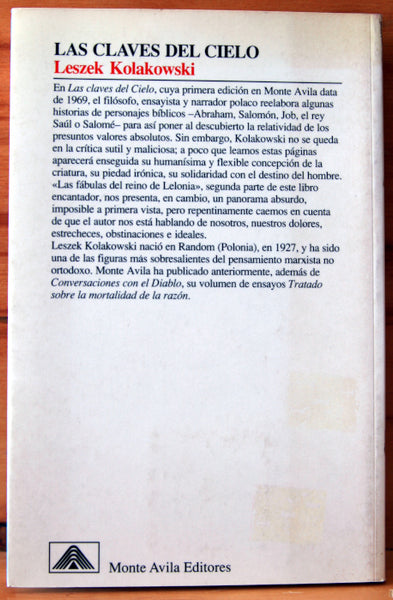 LAS CLAVES DEL CIELO
Leszek Kolakowski
En Las claves del Cielo, cuya primera edición en Monte Avila data
de 1969, el filósofo, ensayista y narrador polaco reelabora algunas
historias de personajes bíblicos –Abraham, Salomón, Job, el rey
Saúl o Salomé– para así poner al descubierto la relatividad de los
presuntos valores absolutos. Sin embargo, Kolakowski no se queda
en la crítica sutil y maliciosa; a poco que leamos estas páginas
aparecerá enseguida su humanísima y flexible concepción de la
criatura, su piedad irónica, su solidaridad con el destino del hombre.
«Las fábulas del reino de Lelonia», segunda parte de este libro
encantador, nos presenta, en cambio, un panorama absurdo,
imposible a primera vista, pero repentinamente caemos en cuenta
de que el autor nos está hablando de nosotros, nuestros dolores,
estrecheces, obstinaciones e ideales.
Leszek Kolakowski nació en Random (Polonia), en 1927, y ha sido
una de las figuras más sobresalientes del pensamiento marxista no
ortodoxo. Monte Avila ha publicado anteriormente, además de
Conversaciones con el Diablo, su volumen de ensayos Tratado
sobre la mortalidad de la razón.
Monte Avila Editores